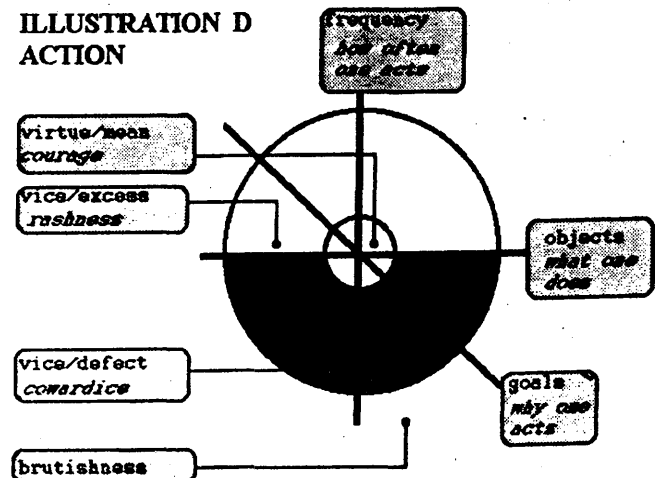 ILLUSTRATION D
ACTION
frequency
how often
one acts
virtue/mean
courage
vice/excess
rashness
objects
what one
does
vice/defect
cowardice
goals
why one
acts
brutishness